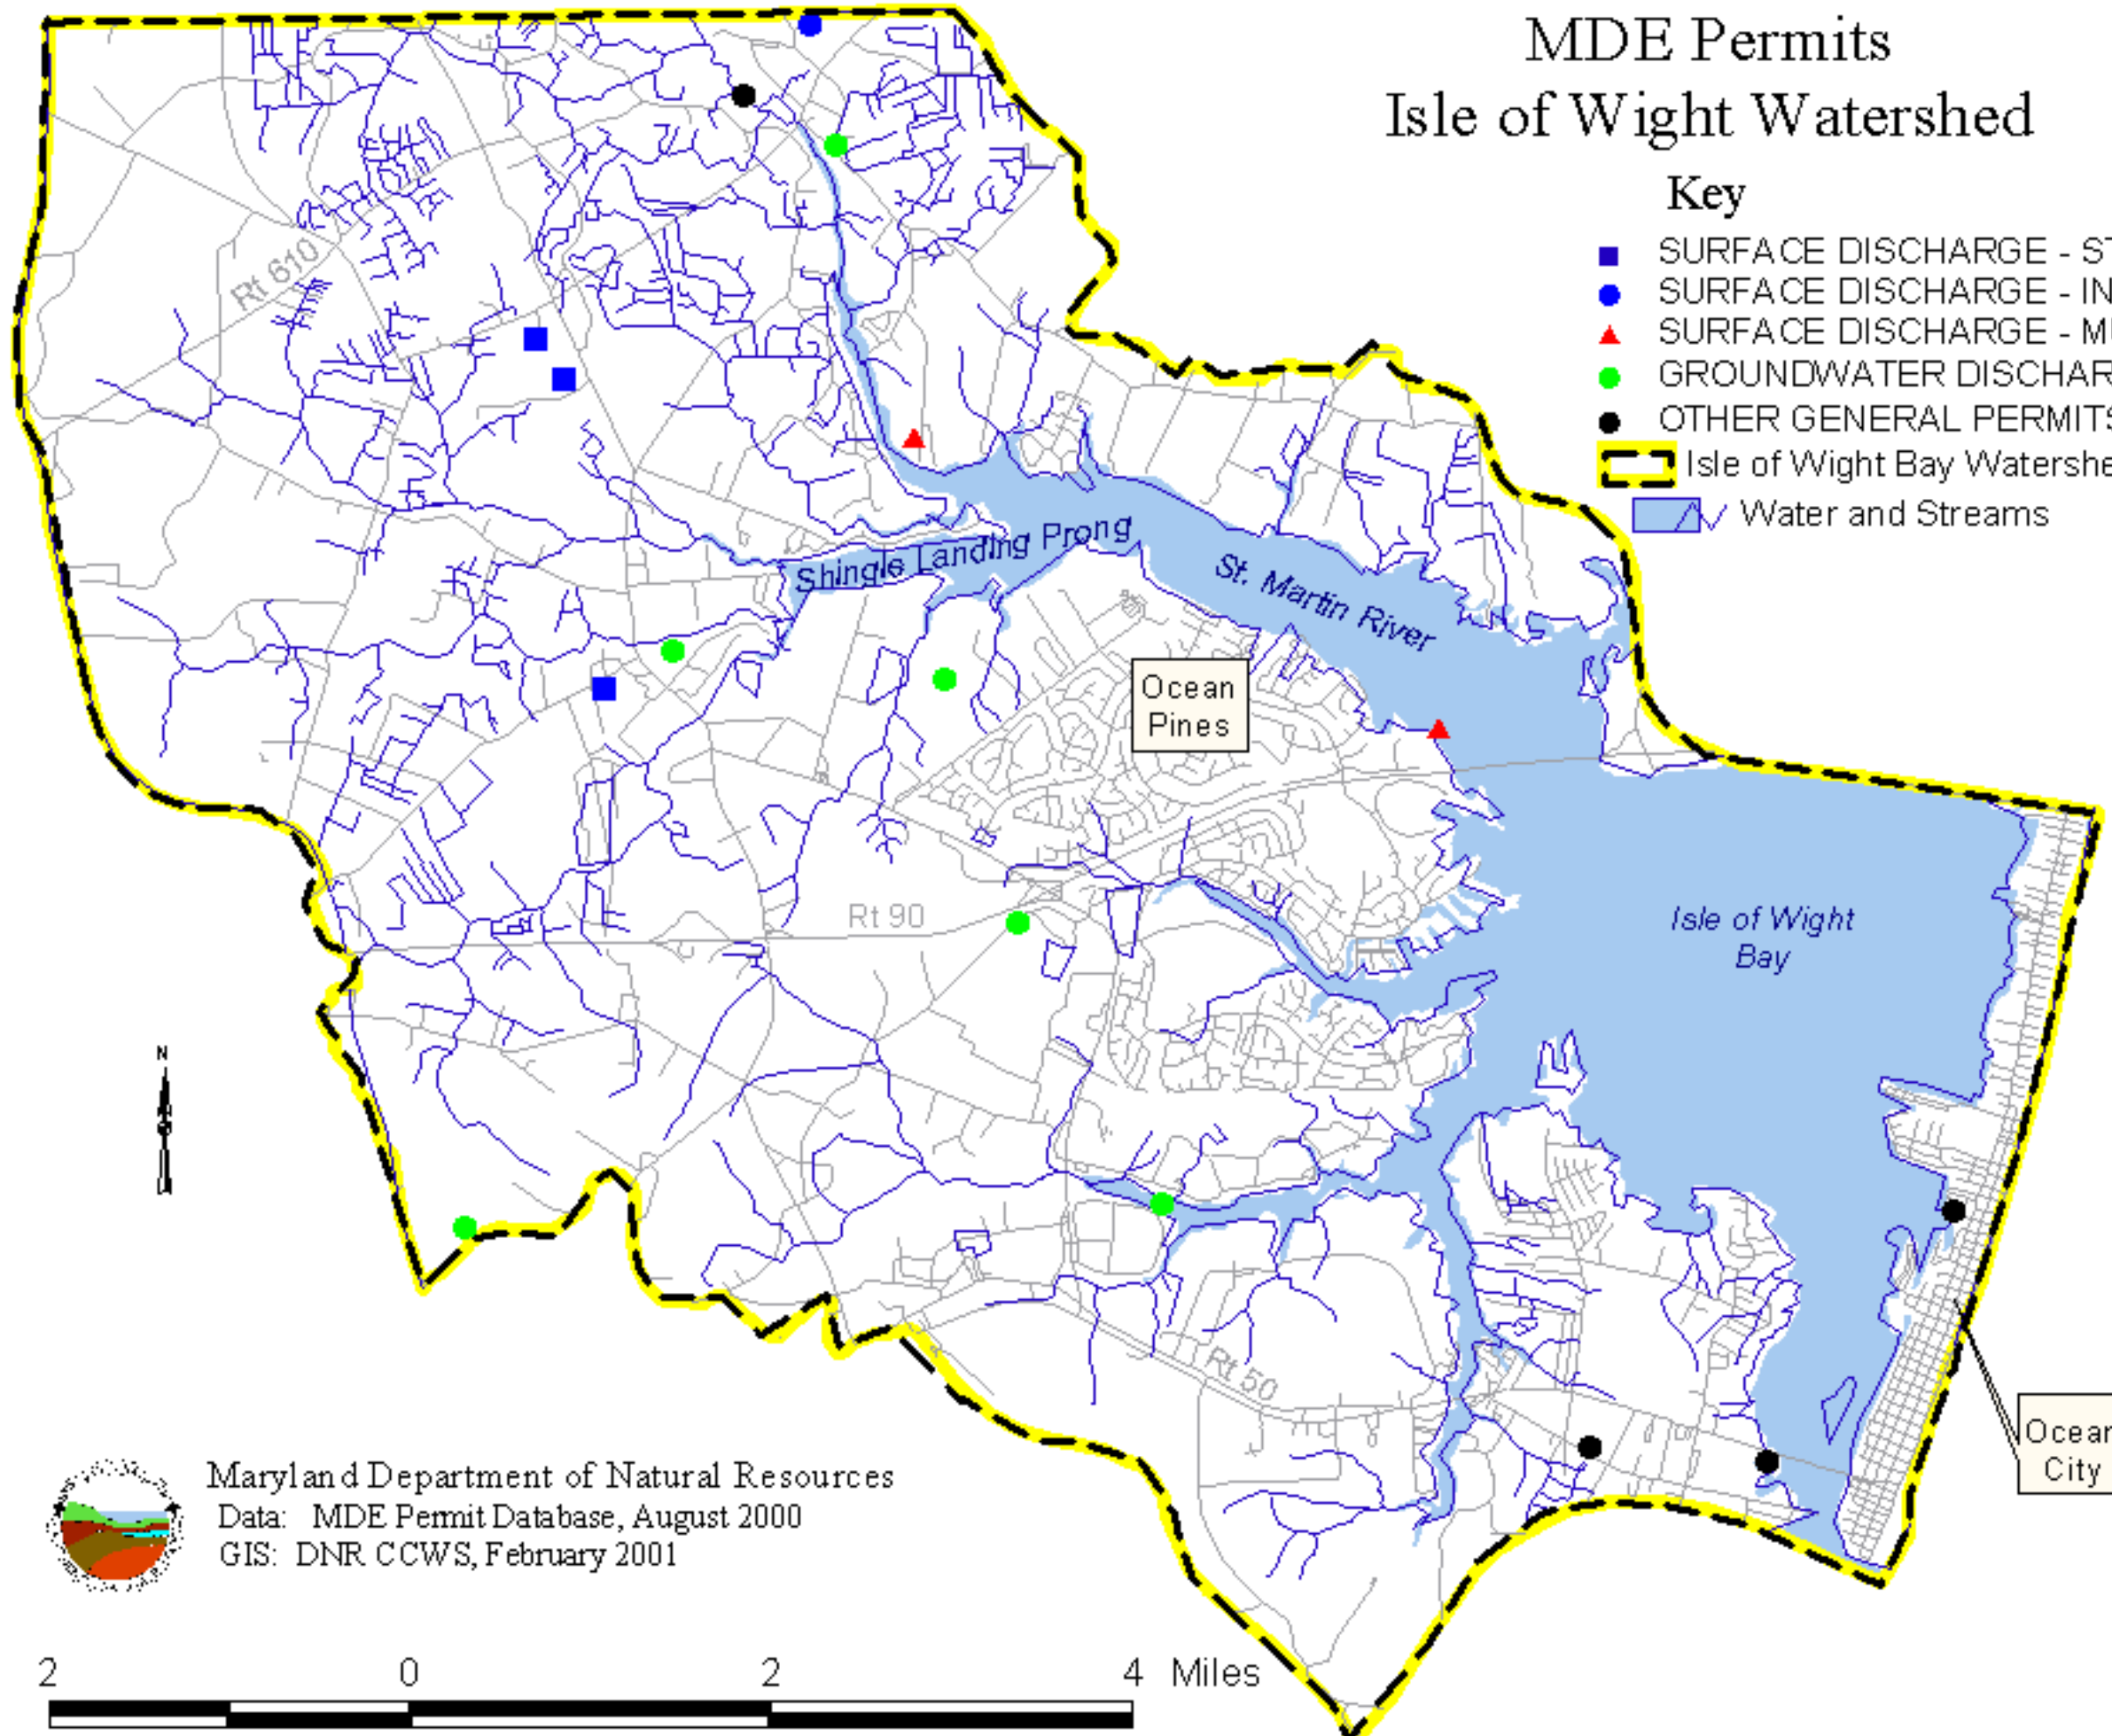 MDE Permits
Isle of Wight Watershed
Key
SURFACE DISCHARGE - ST
SURFACE DISCHARGE - IN
SURFACE DISCHARGE - MU
GROUNDWATER DISCHAR
OTHER GENERAL PERMITS
Isle of Wight Bay Watershe
Water and Streams
Rt 610
Shingle Landing Prong
St. Martin River
Ocean
Pines
Rt 90
Isle of Wight
Bay
N
Rt 50
Ocean
City
Maryland Department of Natural Resources
Data: MDE Permit Database, August 2000
GIS: DNR CCWS, February 2001
2 0 2 4 Miles